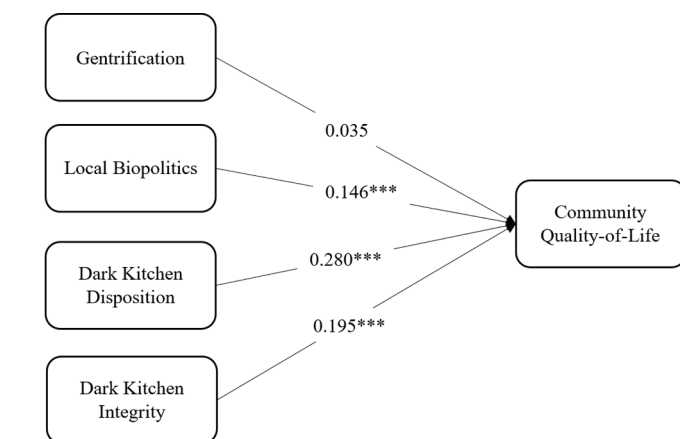 Gentrification
0.035
Local Biopolitics
0.146***
Community
Quality-of-Life
0.280***
Dark Kitchen
Disposition
0.195***
Dark Kitchen
Integrity